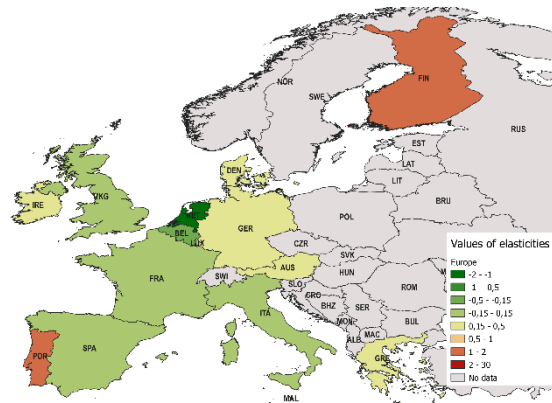 FIN
NOR
SWE
RUS
EST
LAT
DEN
LIT
IRE
UKG
NET
BRU
POL
GER
BEL
LUX
CZR
SVK
AUS
HUN
SWI
FRA
SLO
ROM
CRO
BHZ
SER
ITA
MON
BUL
MAC
ALB
POR
SPA
GRE
MAL
Values of elasticities
Europe
-2 - -1
-1 - -0,5
-0,5 - -0,15
-0,15 - 0,15
0,15 - 0,5
0,5 - 1
1 - 2
2 - 30
No data